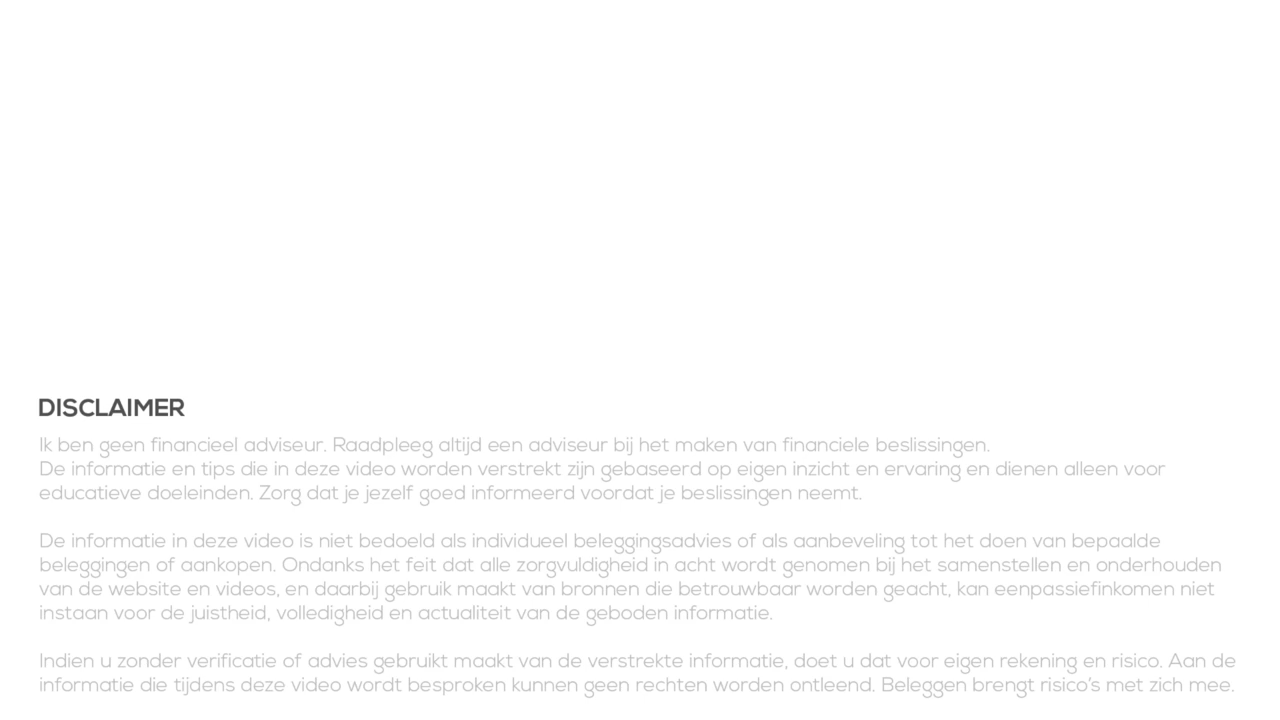 DISCLAIMER
Ik ben geen financieel adviseur. Raadpleeg altijd een adviseur bij het maken van financiele beslissingen.
De informatie en tips die in deze video worden verstrekt zijn gebaseerd op eigen inzicht en ervaring en dienen alleen voor
educatieve doeleinden. Zorg dat je jezelf goed informeerd voordat je beslissingen neemt.
De informatie in deze video is niet bedoeld als individueel beleggingsadvies of als aanbeveling tot het doen van bepaalde
beleggingen of aankopen. Ondanks het feit dat alle zorgvuldigheid in acht wordt genomen bij het samenstellen en onderhouden
van de website en videos, en daarbij gebruik maakt van bronnen die betrouwbaar worden geacht, kan eenpassiefinkomen niet
instaan voor de juistheid, volledigheid en actualiteit van de geboden informatie.
Indien u zonder verificatie of advies gebruikt maakt van de verstrekte informatie, doet u dat voor eigen rekening en risico. Aan de
informatie die tijdens deze video wordt besproken kunnen geen rechten worden ontleend. Beleggen brengt risico's met zich mee.